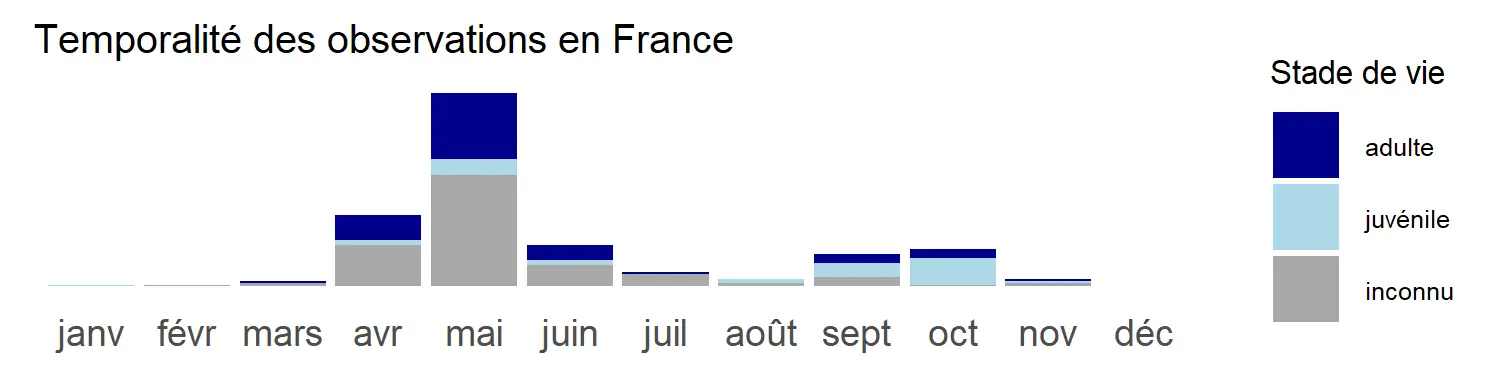 Temporalité des observations en France
Stade de vie
adulte
juvénile
inconnu
janv févr mars avr mai juin juil août sept oct nov déc